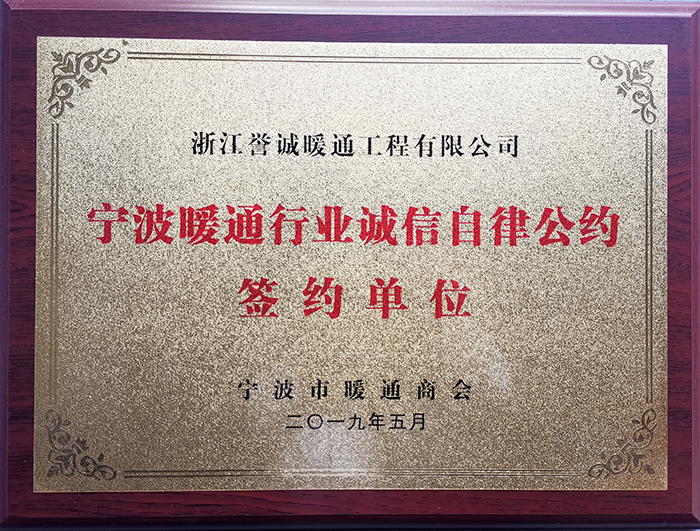 浙江誉诚暖通工程有限公司
宁波暖通行业诚信自律公约
签约单位
宁波市暖通商会
二〇一九年五月